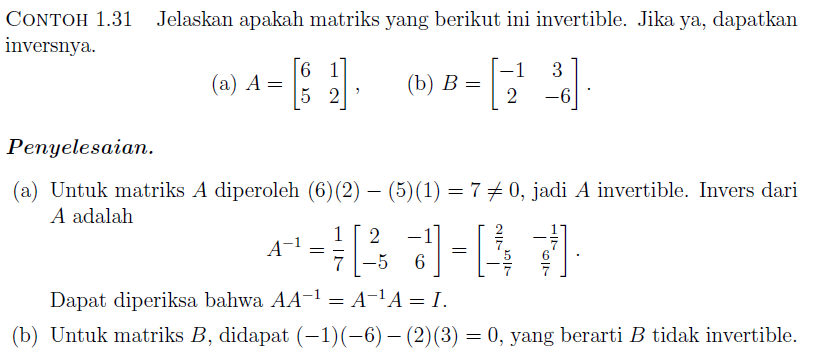 CONTOH 1.31 Jelaskan apakah matriks yang berikut ini invertible. Jika ya, dapatkan
inversnya.
(a) A = [6 1; 5 2], (b) B = [−1 3; 2 −6].
Penyelesaian.
(a) Untuk matriks A diperoleh (6)(2) − (5)(1) = 7 ≠ 0, jadi A invertible. Invers dari
A adalah
A⁻¹ = 1/7 [2 −1; −5 6] = [2/7 −1/7; −5/7 6/7].
Dapat diperiksa bahwa AA⁻¹ = A⁻¹A = I.
(b) Untuk matriks B, didapat (−1)(−6) − (2)(3) = 0, yang berarti B tidak invertible.